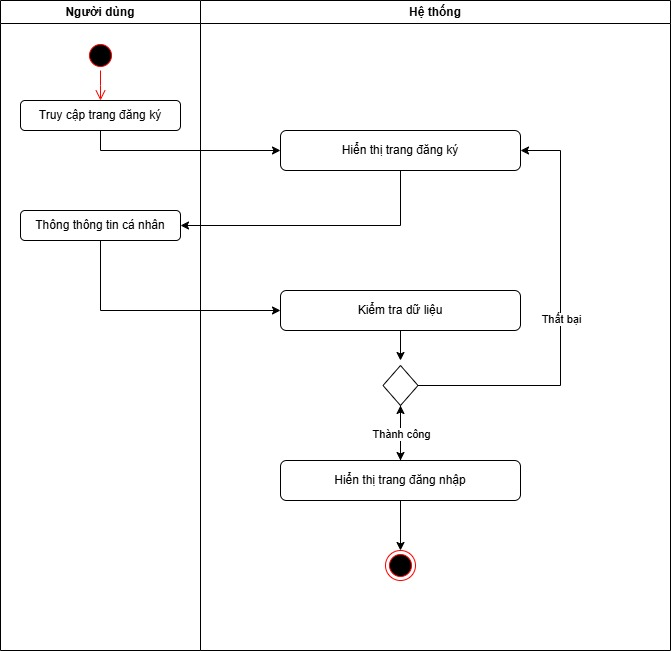 Người dùng
Hệ thống
Truy cập trang đăng ký
Hiển thị trang đăng ký
Thông thông tin cá nhân
Kiểm tra dữ liệu
Thất bại
Thành công
Hiển thị trang đăng nhập